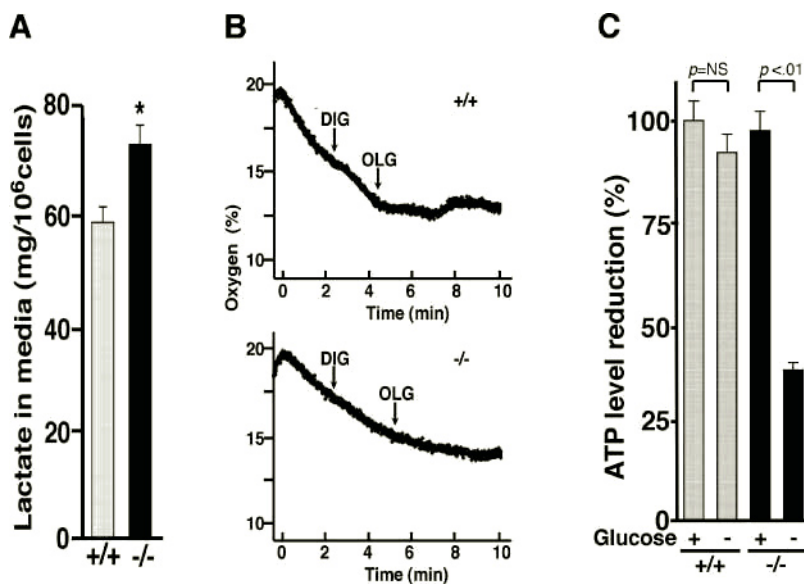 A
Lactate in media (mg/10⁶cells)
80
60
40
20
0
+/+ -/-
*
B
Oxygen (%)
20
15
10
+/+
DIG
OLG
0 2 4 6 8 10
Time (min)
20
15
10
-/-
DIG
OLG
0 2 4 6 8 10
Time (min)
C
p=NS p<.01
ATP level reduction (%)
100
75
50
25
0
Glucose + - + -
+/+ -/-